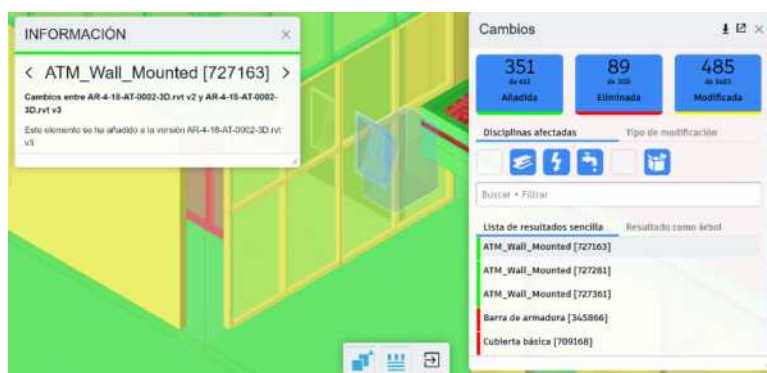 INFORMACIÓN
ATM_Wall_Mounted [727163]
Cambios entre AR-4-18-AT-0002-3D.rvt v2 y AR-4-18-AT-0002-
3D.rvt v3
Este elemento se ha añadido a la versión AR-4-18-AT-0002-3D.rvt
v3
Cambios
351
Añadida
89
Eliminada
485
Modificada
Disciplinas afectadas
Tipo de modificación
Buscar + Filtrar
Lista de resultados sencilla
Resultado como árbol
ATM_Wall_Mounted [727163]
ATM_Wall_Mounted [727281]
ATM_Wall_Mounted [727361]
Barra de armadura [345866]
Cubierta básica [709168]